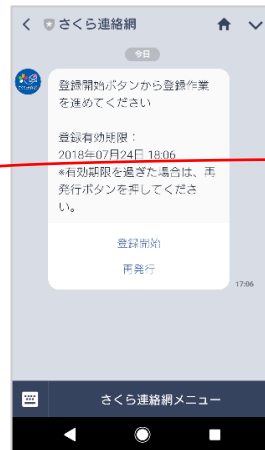 さくら連絡網
今日
登録開始ボタンから登録作業
を進めてください
登録有効期限：
2018年07月24日 18:06
*有効期限を過ぎた場合は、再
発行ボタンを押してくださ
い。
登録開始
再発行
17:06
さくら連絡網メニュー